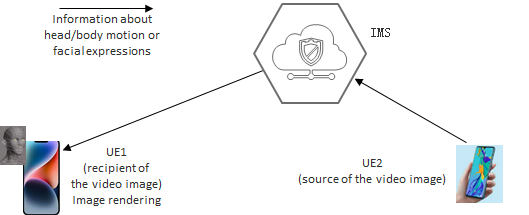 Information about
head/body motion or
facial expressions
IMS
UE1
(recipient of
the video image)
Image rendering
UE2
(source of the video image)